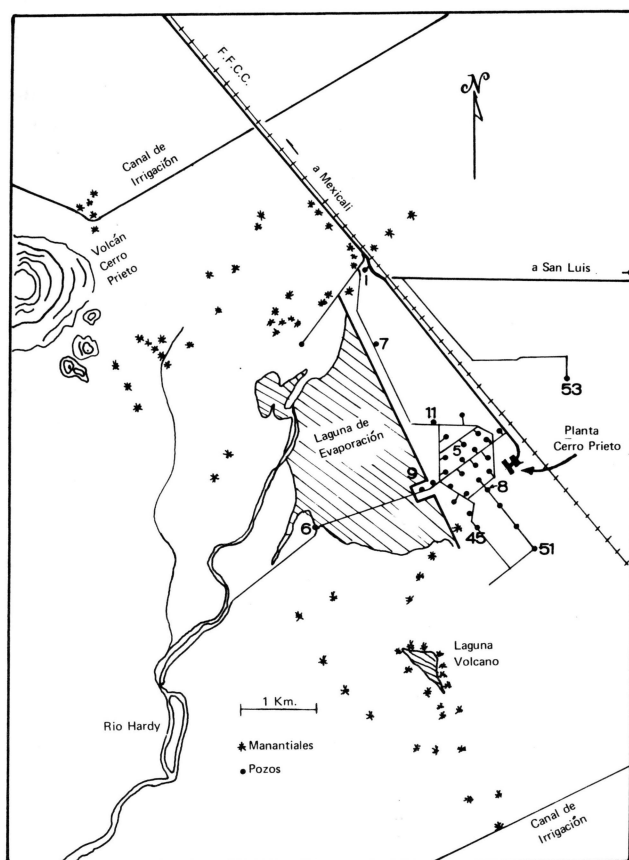 F.F.C.C.
N
Canal de
Irrigación
a Mexicali
Volcán
Cerro
Prieto
a San Luis
1
7
53
11
Laguna de
Evaporación
5
Planta
Cerro Prieto
9
8
6
45
51
Laguna
Volcano
1 Km.
Rio Hardy
Manantiales
Pozos
Canal de
Irrigación